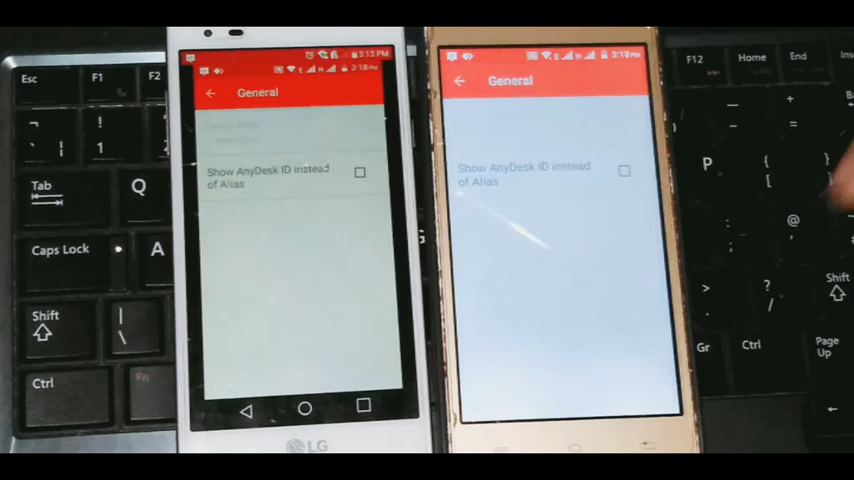 3:13 PM
3:18 PM
General
Show AnyDesk ID instead
of Alias
LG
3:18 PM
General
Show AnyDesk ID instead
of Alias
Esc
F1
F2
!
1
Tab
Q
Caps Lock
A
Shift
Ctrl
Fn
F12
Home
End
Ins
P
{
[
}
@
:
;
?
/
>
.
Shift
Gr
Ctrl
Page
Up